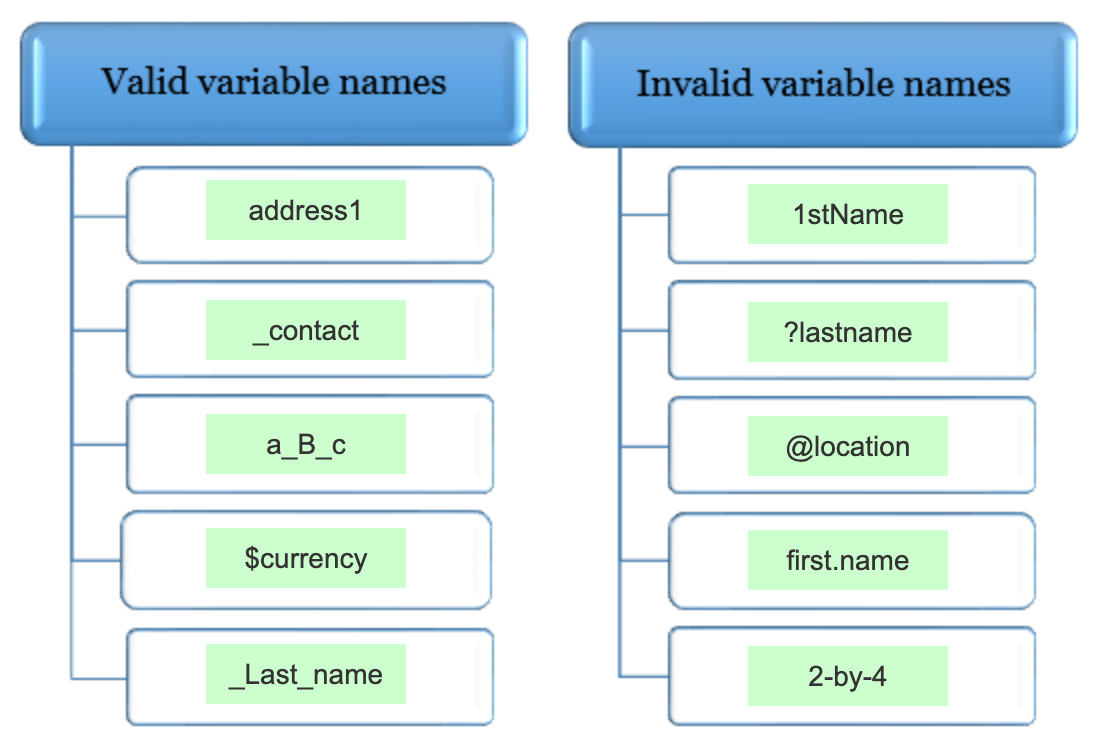 Valid variable names
address1
_contact
a_B_c
$currency
_Last_name
Invalid variable names
1stName
?lastname
@location
first.name
2-by-4